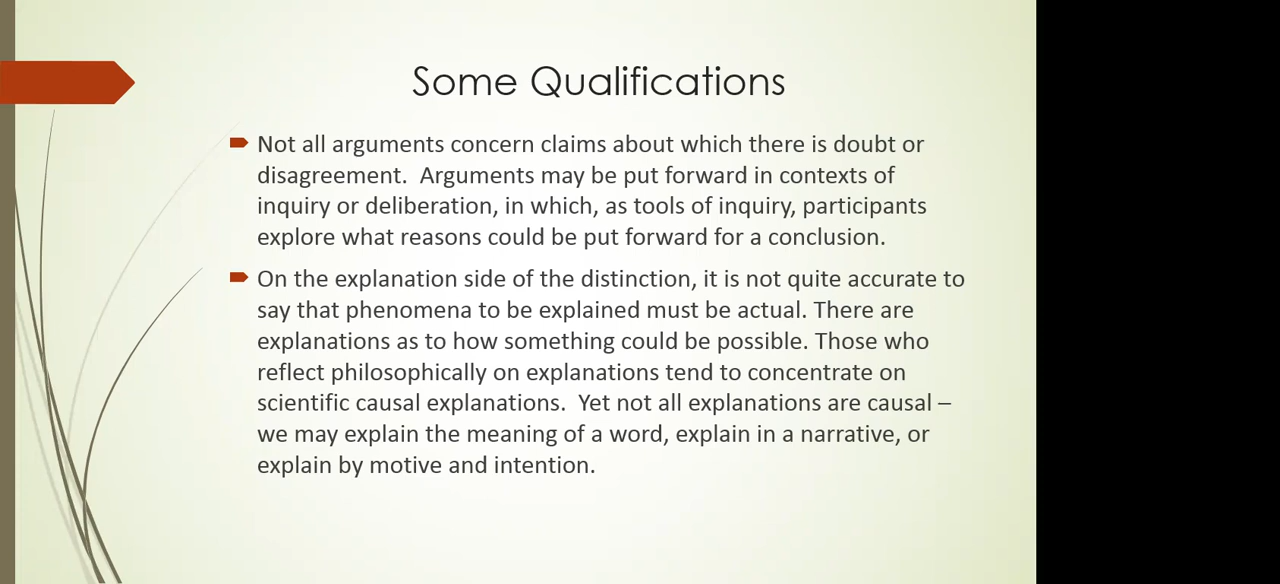 Some Qualifications
Not all arguments concern claims about which there is doubt or
disagreement.  Arguments may be put forward in contexts of
inquiry or deliberation, in which, as tools of inquiry, participants
explore what reasons could be put forward for a conclusion.
On the explanation side of the distinction, it is not quite accurate to
say that phenomena to be explained must be actual. There are
explanations as to how something could be possible. Those who
reflect philosophically on explanations tend to concentrate on
scientific causal explanations.  Yet not all explanations are causal –
we may explain the meaning of a word, explain in a narrative, or
explain by motive and intention.